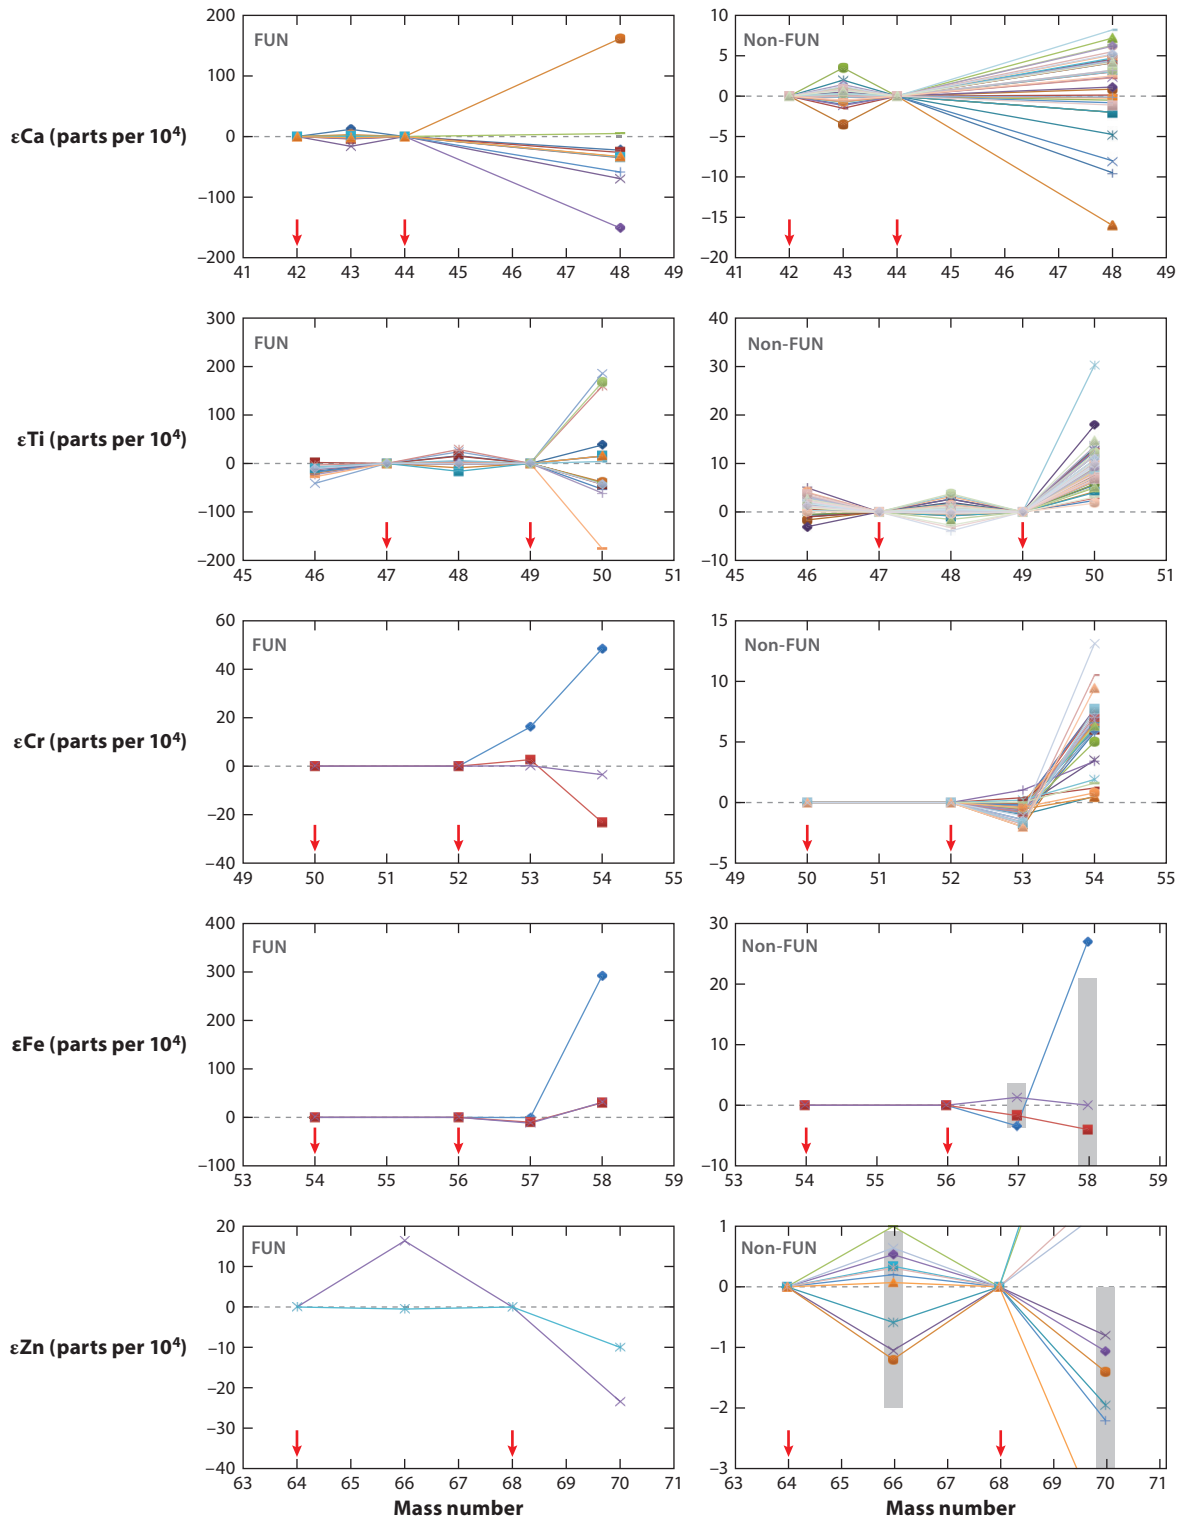 200
100
0
–100
–200
FUN
41 42 43 44 45 46 47 48 49
εCa (parts per 10⁴)
10
5
0
–5
–10
–15
–20
Non-FUN
41 42 43 44 45 46 47 48 49
300
200
100
0
–100
–200
FUN
45 46 47 48 49 50 51
εTi (parts per 10⁴)
40
30
20
10
0
–10
Non-FUN
45 46 47 48 49 50 51
60
40
20
0
–20
–40
FUN
49 50 51 52 53 54 55
εCr (parts per 10⁴)
15
10
5
0
–5
Non-FUN
49 50 51 52 53 54 55
400
300
200
100
0
–100
FUN
53 54 55 56 57 58 59
εFe (parts per 10⁴)
30
20
10
0
–10
Non-FUN
53 54 55 56 57 58 59
20
10
0
–10
–20
–30
–40
FUN
63 64 65 66 67 68 69 70 71
Mass number
εZn (parts per 10⁴)
1
0
–1
–2
–3
Non-FUN
63 64 65 66 67 68 69 70 71
Mass number